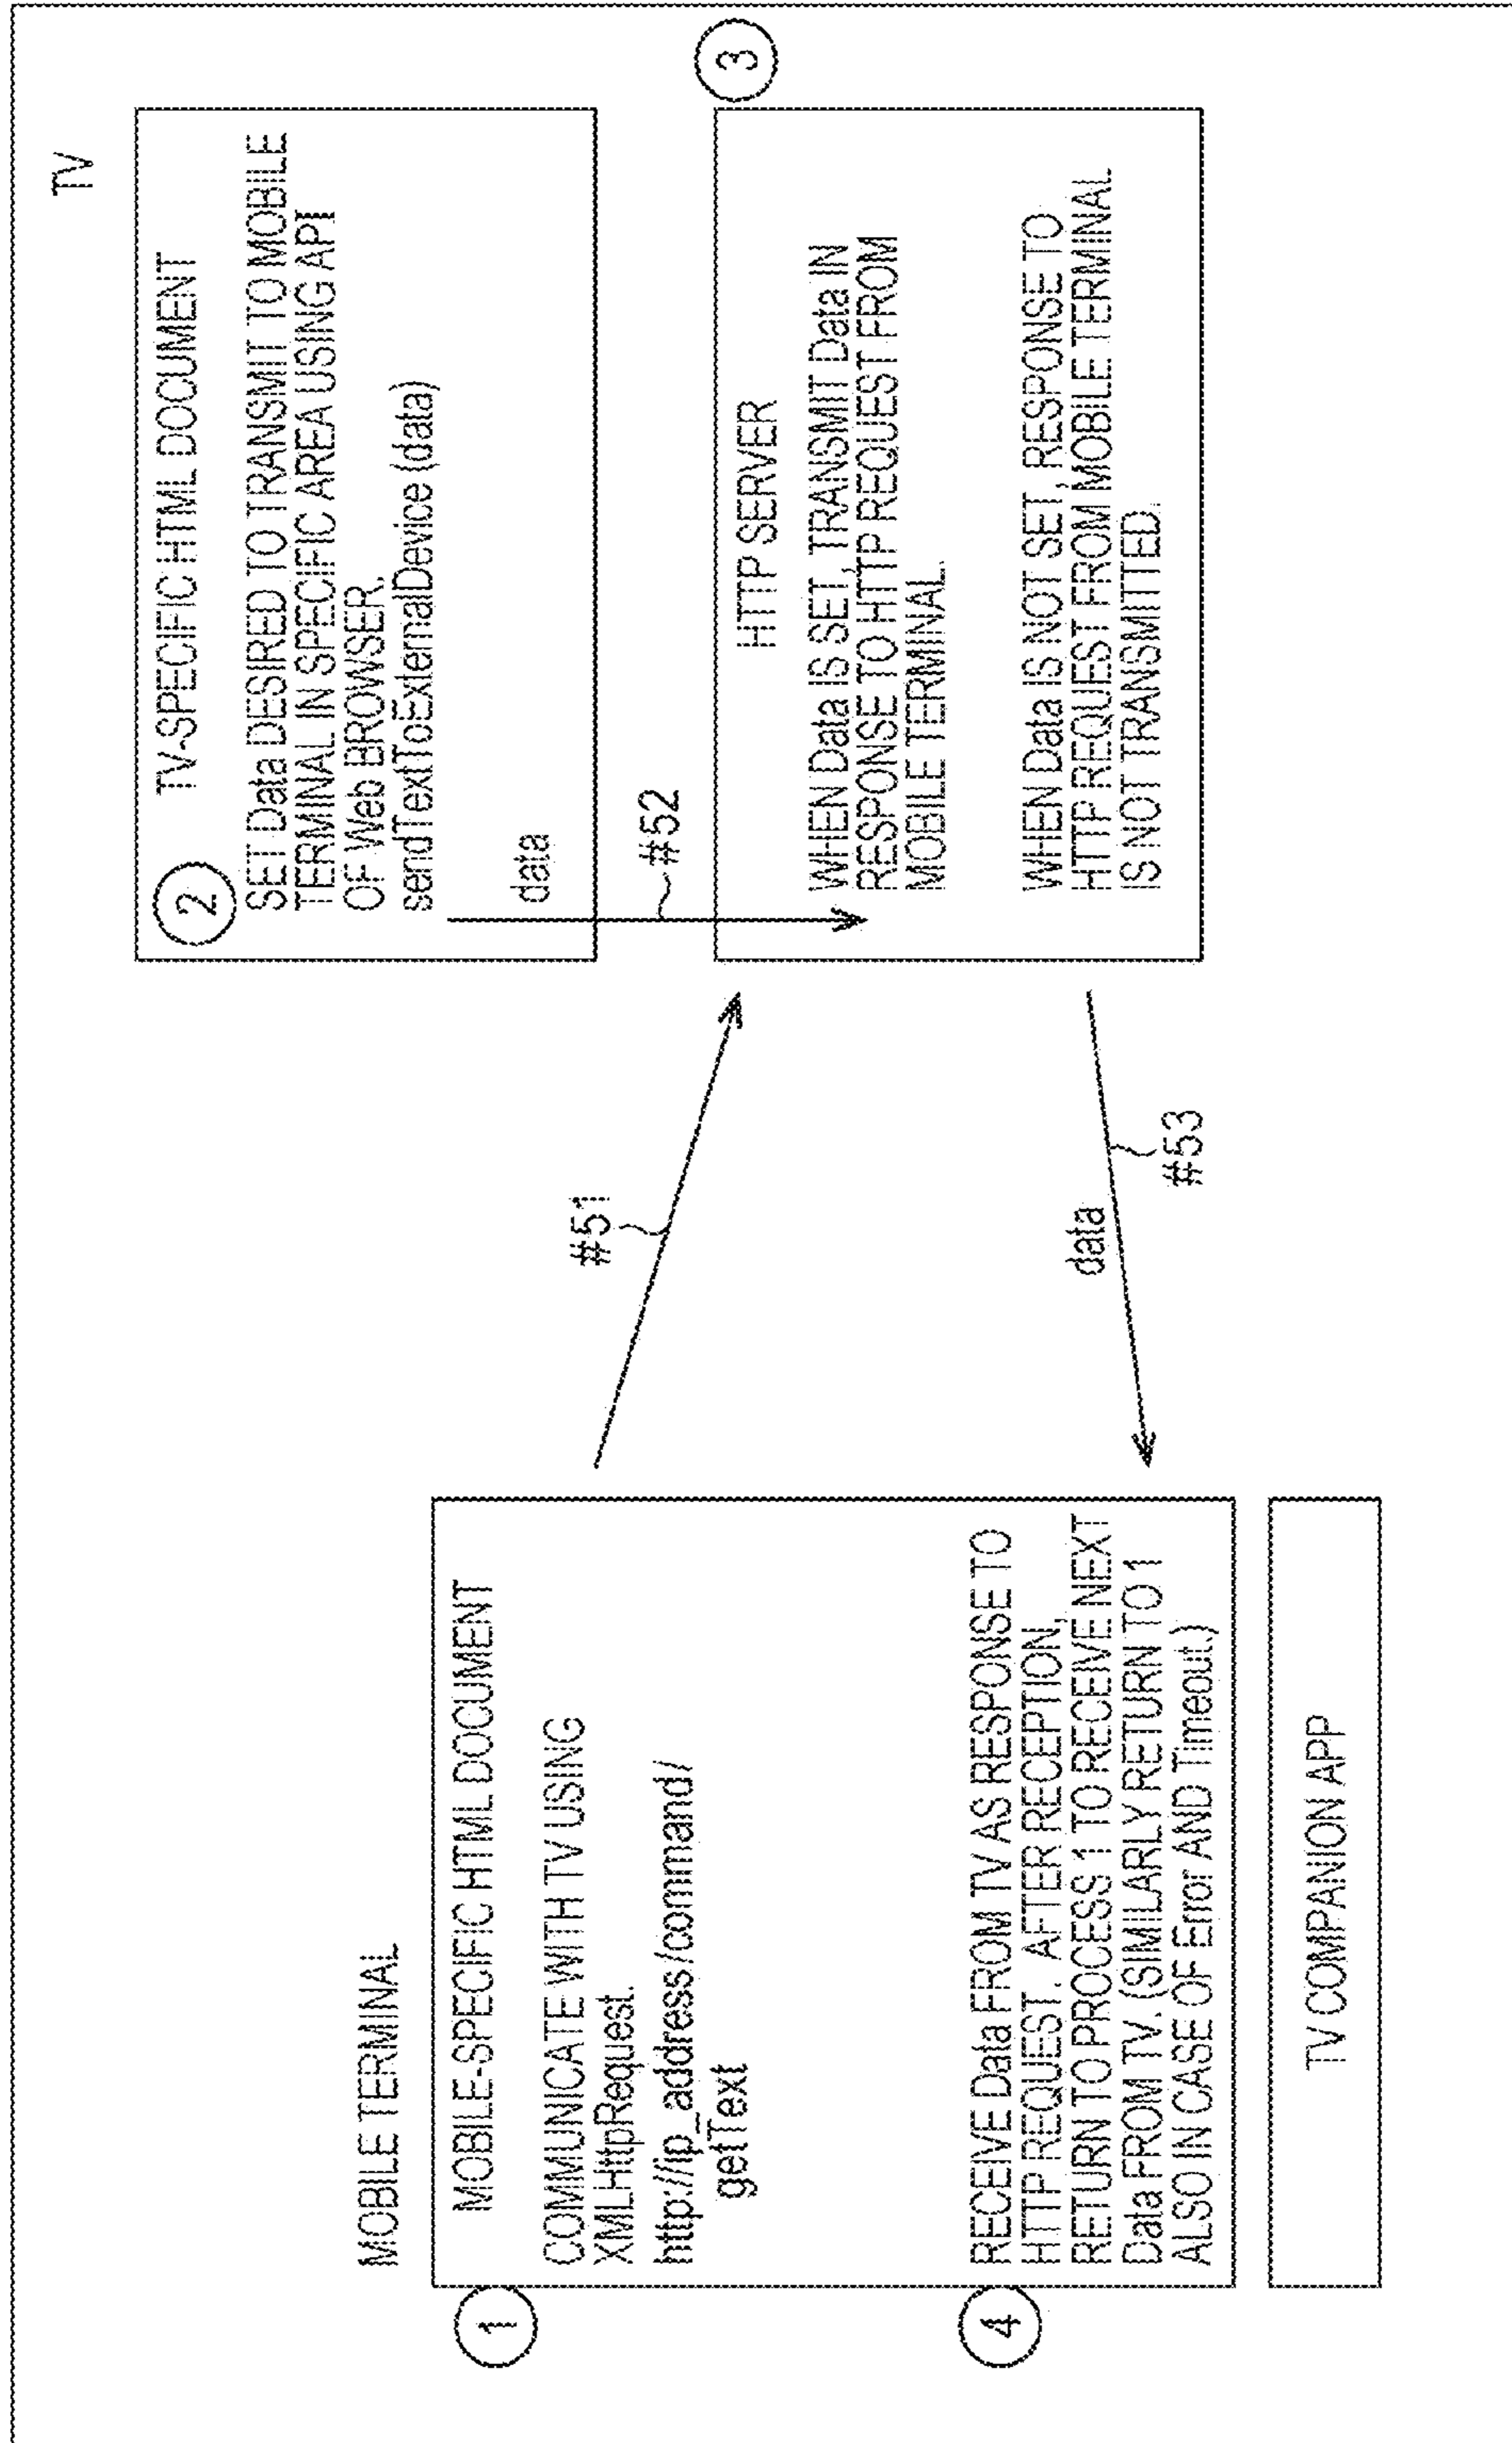 TV
MOBILE TERMINAL
1
MOBILE-SPECIFIC HTML DOCUMENT
COMMUNICATE WITH TV USING
XMLHttpRequest.
http://ip_address/command/
getText
4
RECEIVE Data FROM TV AS RESPONSE TO
HTTP REQUEST. AFTER RECEPTION,
RETURN TO PROCESS 1 TO RECEIVE NEXT
Data FROM TV. (SIMILARLY RETURN TO 1
ALSO IN CASE OF Error AND Timeout.)
TV COMPANION APP
#51
data
#53
2
TV-SPECIFIC HTML DOCUMENT
SET Data DESIRED TO TRANSMIT TO MOBILE
TERMINAL IN SPECIFIC AREA USING API
OF Web BROWSER.
sendTextToExternalDevice (data)
data
#52
3
HTTP SERVER
WHEN Data IS SET, TRANSMIT Data IN
RESPONSE TO HTTP REQUEST FROM
MOBILE TERMINAL.
WHEN Data IS NOT SET, RESPONSE TO
HTTP REQUEST FROM MOBILE TERMINAL
IS NOT TRANSMITTED.